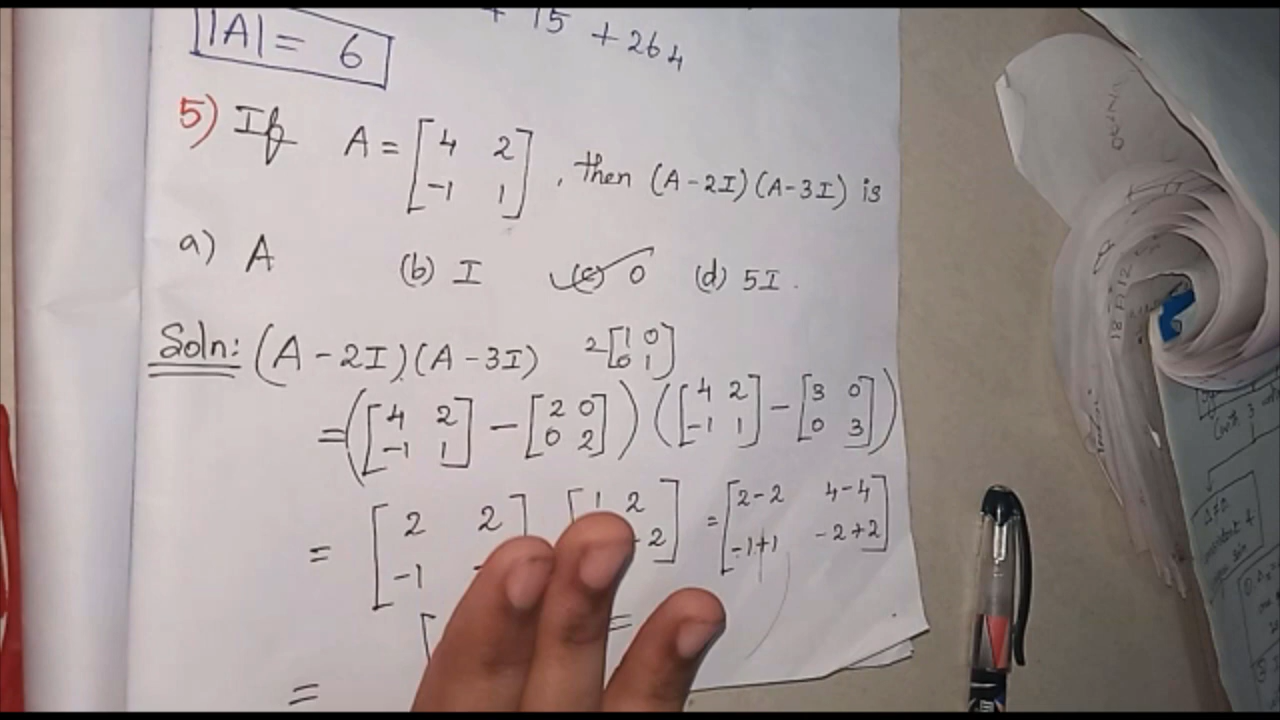 + 15 + 264
|A| = 6
5) If A = [4 2 -1 1], then (A-2I)(A-3I) is
a) A (b) I (c) 0 (d) 5I.
Soln: (A-2I).(A-3I) 2[1 0 0 1]
= ([4 2 -1 1] - [2 0 0 2]) ([4 2 -1 1] - [3 0 0 3])
= [2 2 -1 [1 2 -2] = [2-2 4-4 -1+1 -2+2]
[ =
=